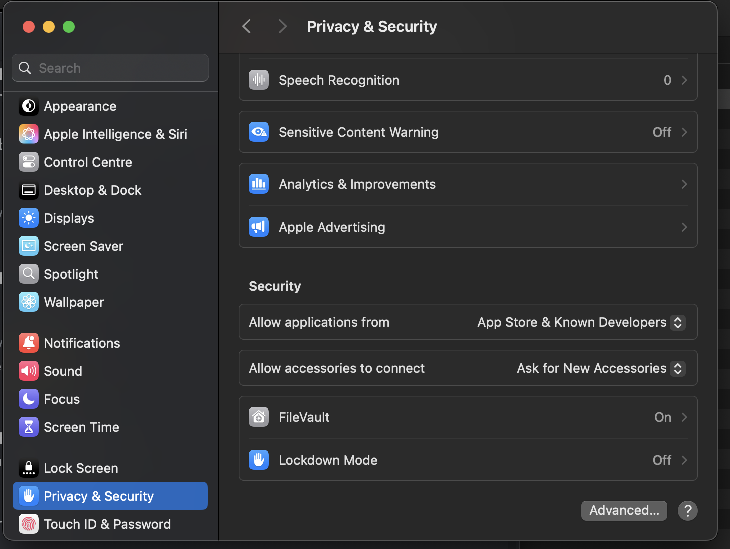 Privacy & Security
Search
Appearance
Apple Intelligence & Siri
Control Centre
Desktop & Dock
Displays
Screen Saver
Spotlight
Wallpaper
Notifications
Sound
Focus
Screen Time
Lock Screen
Privacy & Security
Touch ID & Password
Speech Recognition 0
Sensitive Content Warning Off
Analytics & Improvements
Apple Advertising
Security
Allow applications from App Store & Known Developers
Allow accessories to connect Ask for New Accessories
FileVault On
Lockdown Mode Off
Advanced... ?